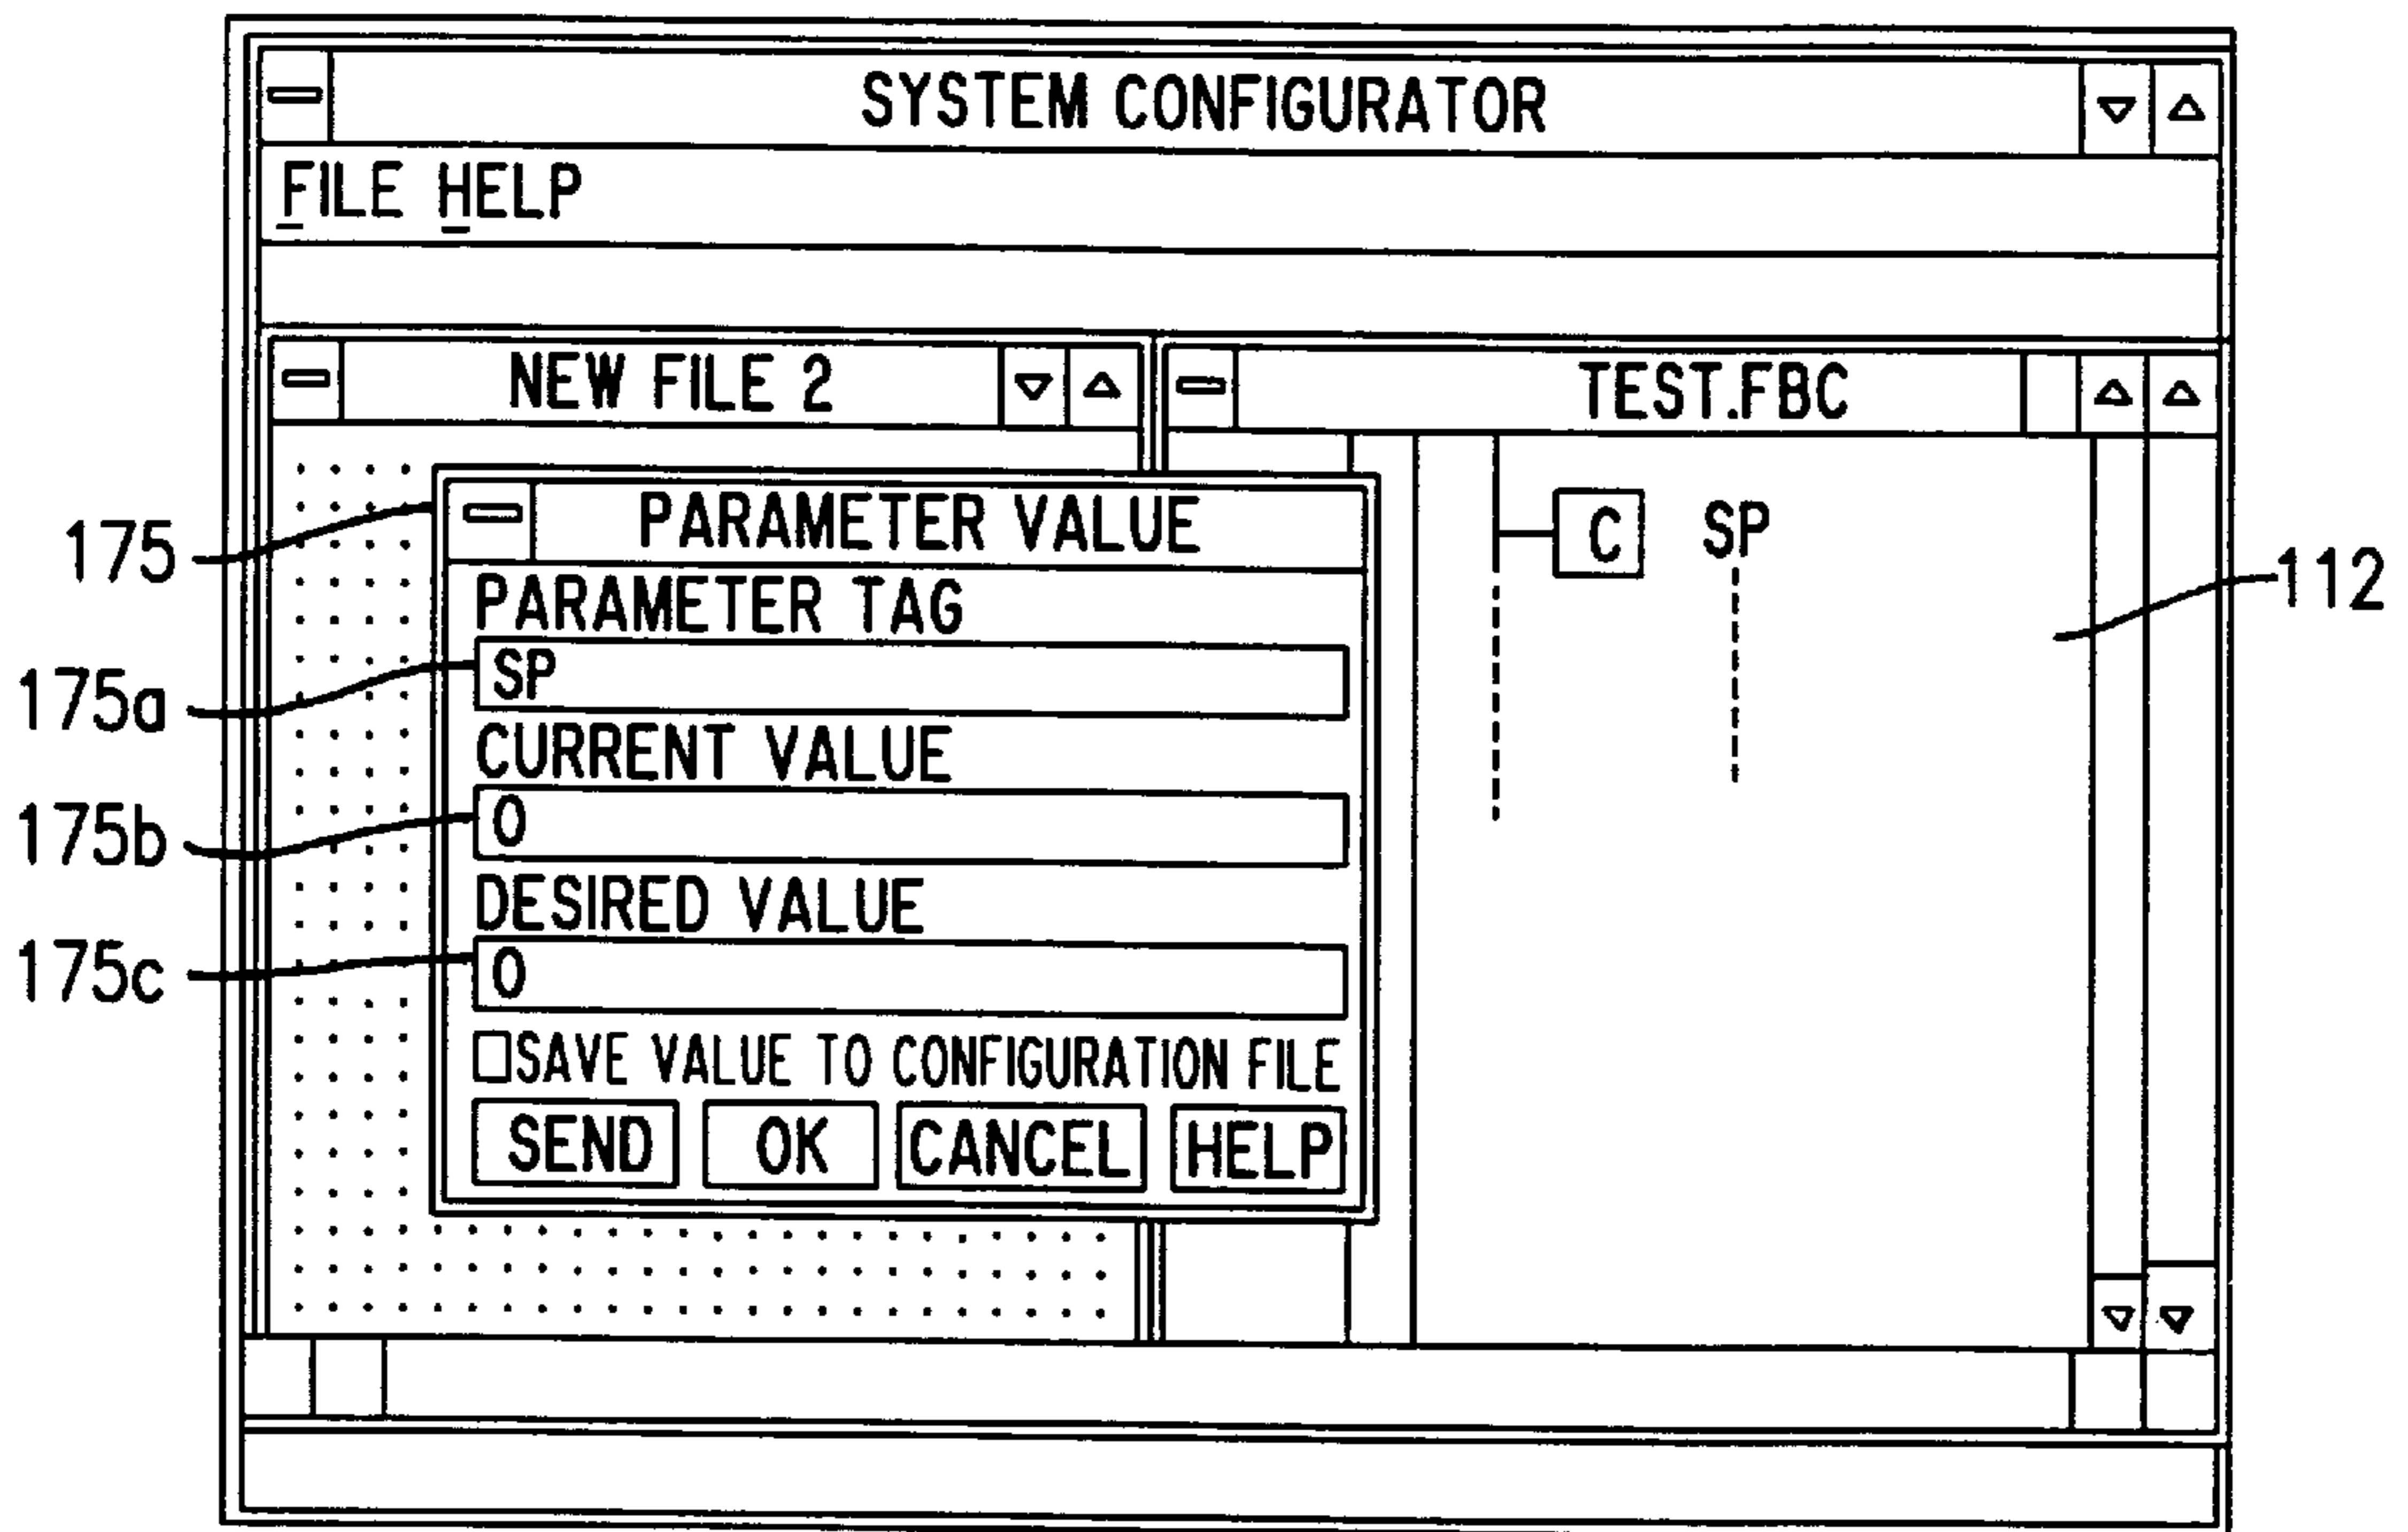 SYSTEM CONFIGURATOR
FILE HELP
NEW FILE 2
TEST.FBC
175
PARAMETER VALUE
C SP
112
PARAMETER TAG
175a
SP
CURRENT VALUE
175b
0
DESIRED VALUE
175c
0
SAVE VALUE TO CONFIGURATION FILE
SEND OK CANCEL HELP